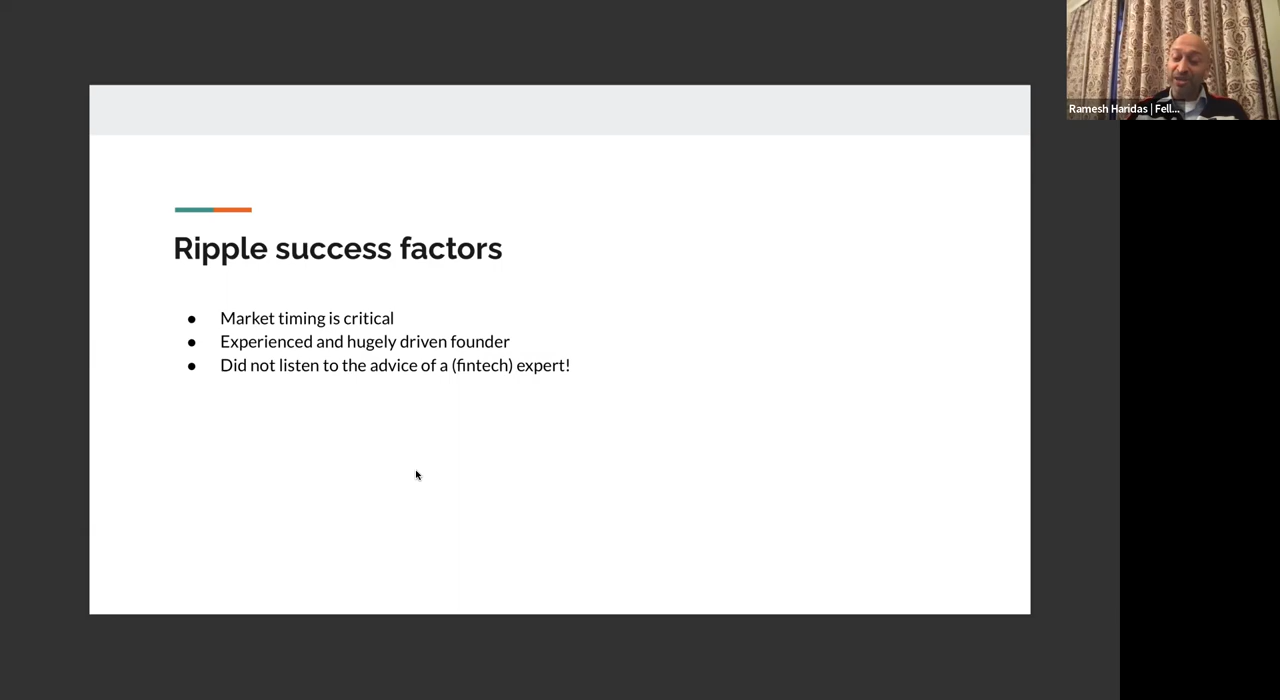 Ramesh Haridas | Fell...
Ripple success factors
● Market timing is critical
● Experienced and hugely driven founder
● Did not listen to the advice of a (fintech) expert!